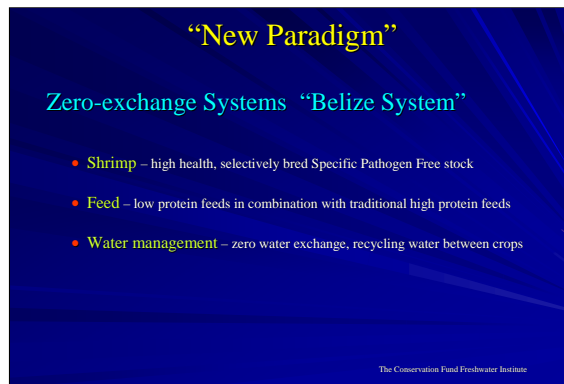 “New Paradigm”
Zero-exchange Systems “Belize System”
• Shrimp – high health, selectively bred Specific Pathogen Free stock
• Feed – low protein feeds in combination with traditional high protein feeds
• Water management – zero water exchange, recycling water between crops
The Conservation Fund Freshwater Institute